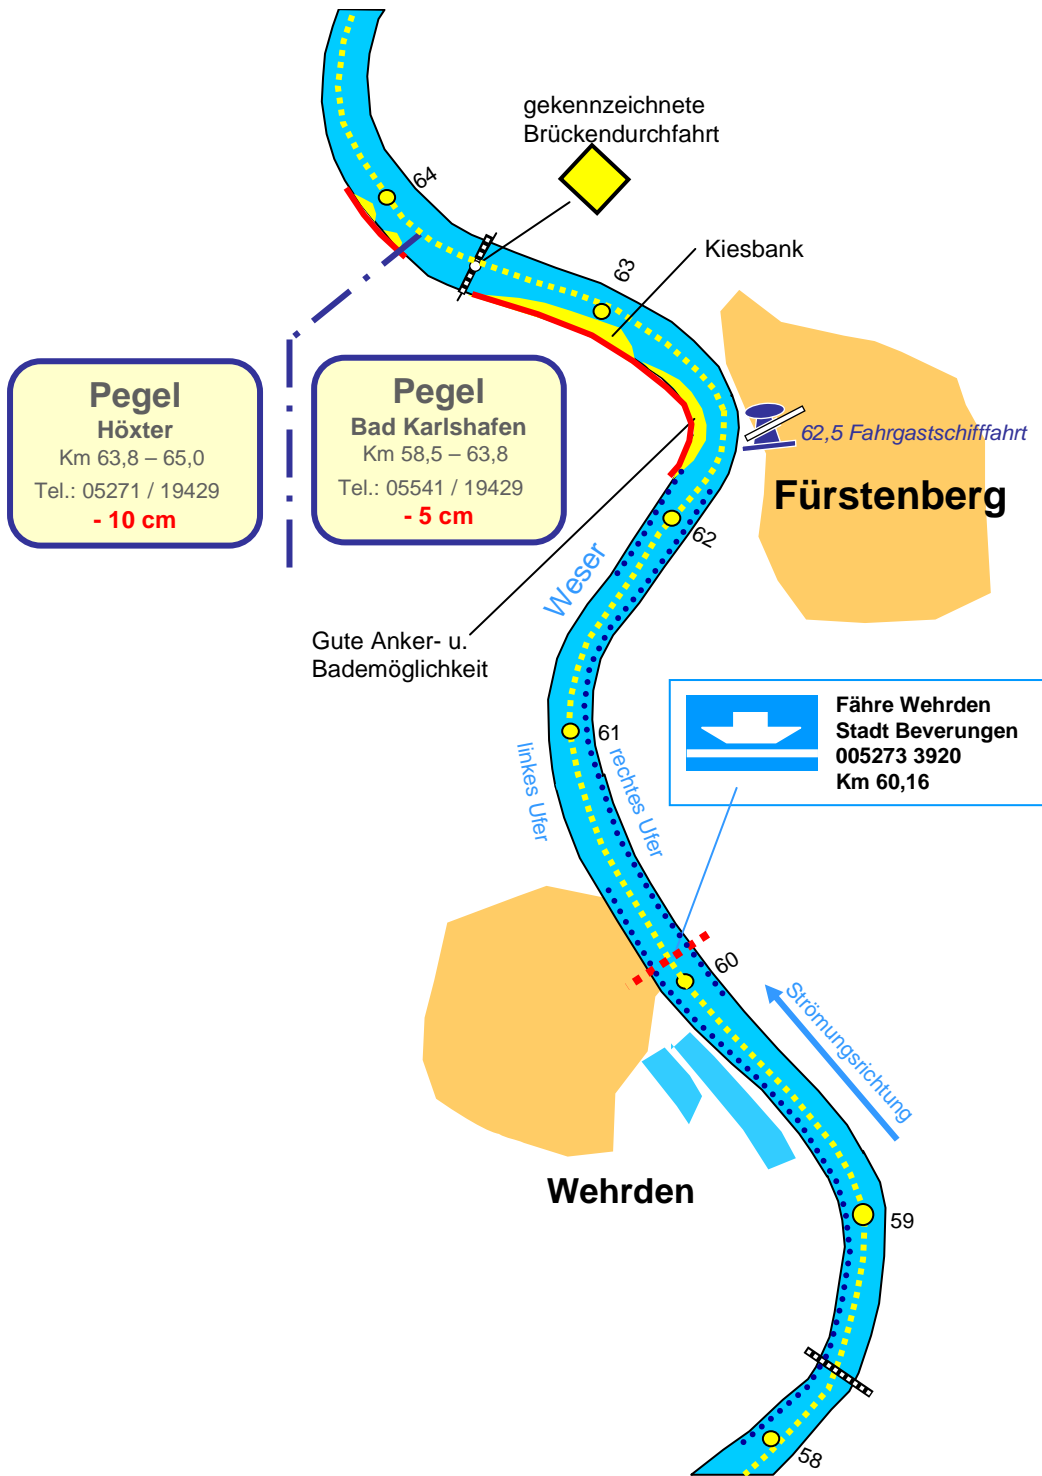 gekennzeichnete
Brückendurchfahrt
64
63
Kiesbank
Pegel
Höxter
Km 63,8 – 65,0
Tel.: 05271 / 19429
- 10 cm
Pegel
Bad Karlshafen
Km 58,5 – 63,8
Tel.: 05541 / 19429
- 5 cm
62,5 Fahrgastschifffahrt
Fürstenberg
62
Weser
Gute Anker- u.
Bademöglichkeit
61
linkes Ufer
rechtes Ufer
Fähre Wehrden
Stadt Beverungen
005273 3920
Km 60,16
60
Strömungsrichtung
Wehrden
59
58